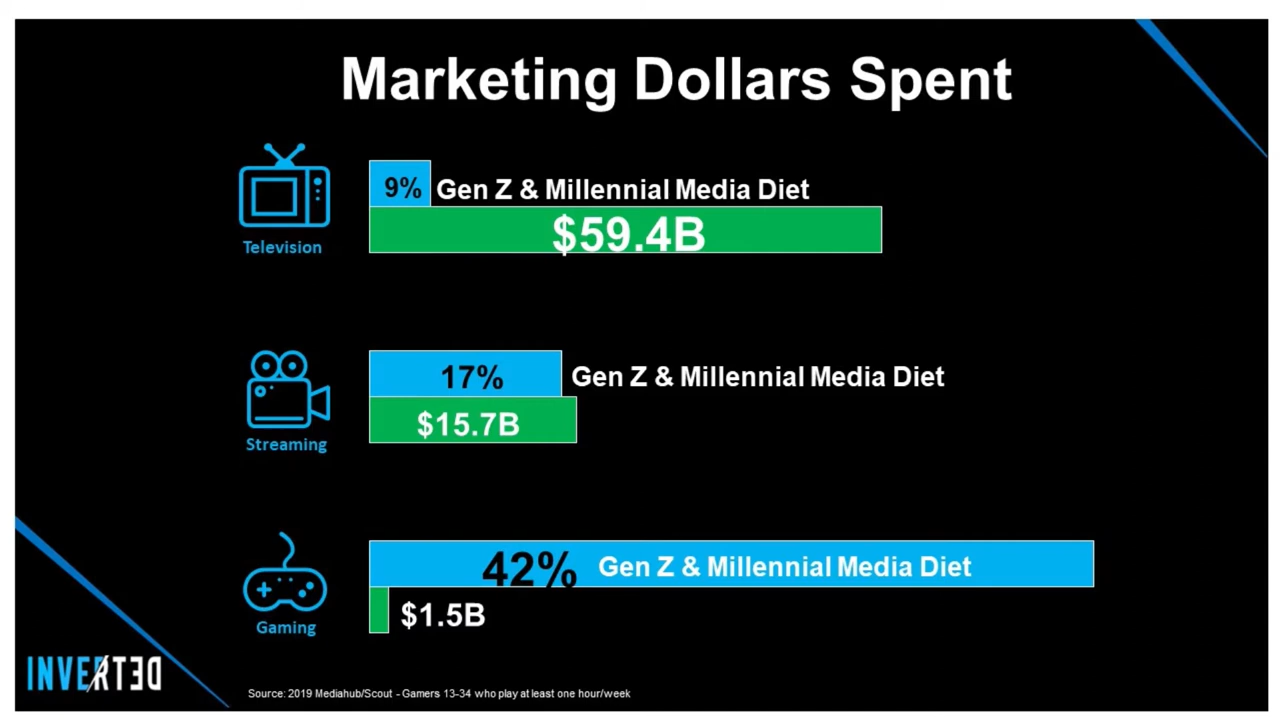 Marketing Dollars Spent
9% Gen Z & Millennial Media Diet
$59.4B
Television
17% Gen Z & Millennial Media Diet
$15.7B
Streaming
42% Gen Z & Millennial Media Diet
$1.5B
Gaming
INVERTED
Source: 2019 Mediahub/Scout - Gamers 13-34 who play at least one hour/week